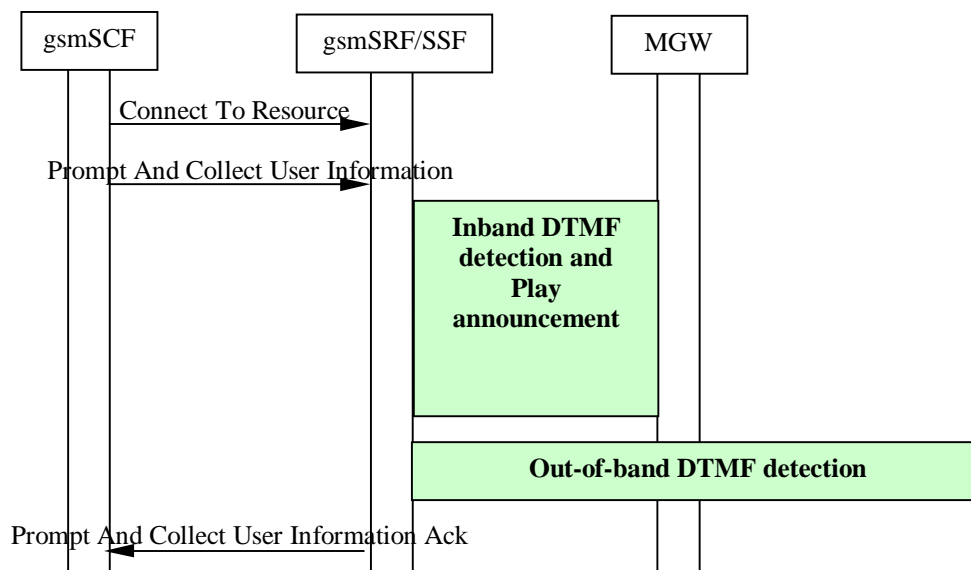 gsmSCF
gsmSRF/SSF
MGW
Connect To Resource
Prompt And Collect User Information
Inband DTMF
detection and
Play
announcement
Out-of-band DTMF detection
Prompt And Collect User Information Ack